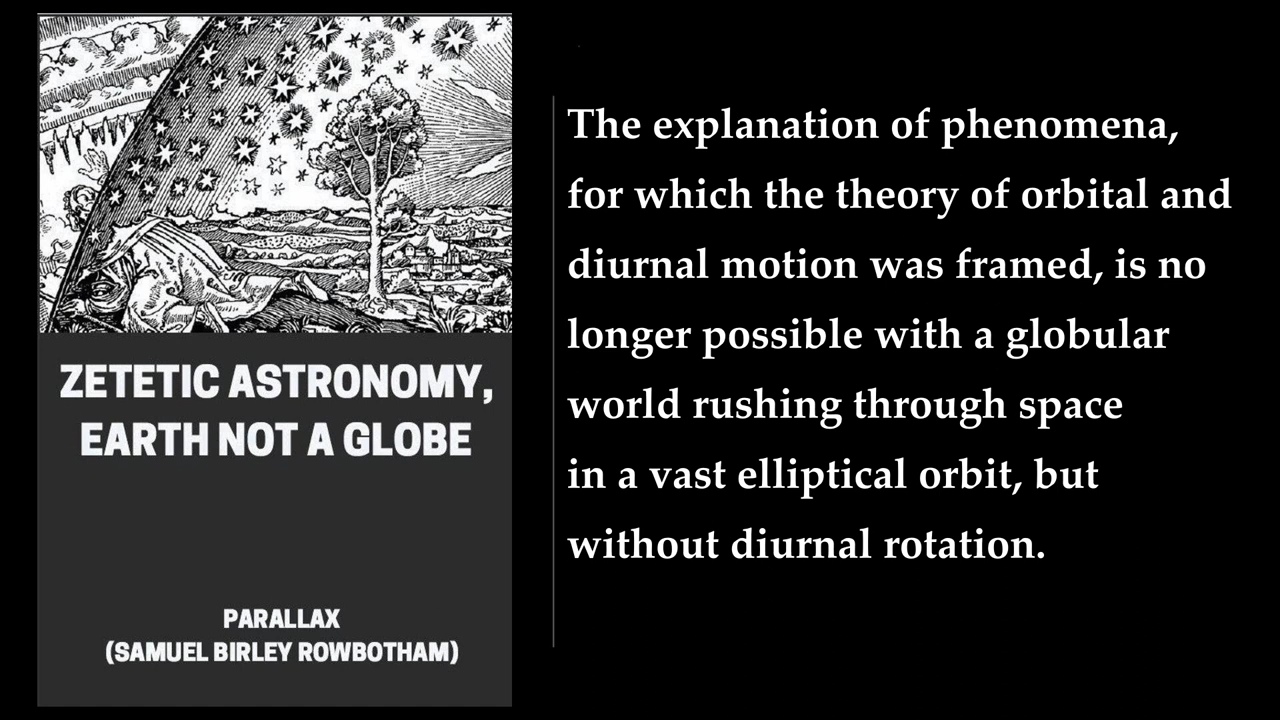 ZETETIC ASTRONOMY,
EARTH NOT A GLOBE
PARALLAX
(SAMUEL BIRLEY ROWBOTHAM)
The explanation of phenomena,
for which the theory of orbital and
diurnal motion was framed, is no
longer possible with a globular
world rushing through space
in a vast elliptical orbit, but
without diurnal rotation.